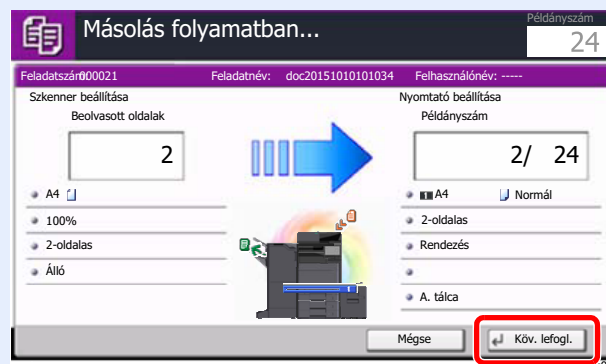 Másolás folyamatban...
Példányszám
24
Feladatszám: 000021 Feladatnév: doc20151010101034 Felhasználónév: -----
Szkenner beállítása
Beolvasott oldalak
2
A4
100%
2-oldalas
Álló
Nyomtató beállítása
Példányszám
2/ 24
1 A4 Normál
2-oldalas
Rendezés
A. tálca
Mégse
Köv. lefogl.